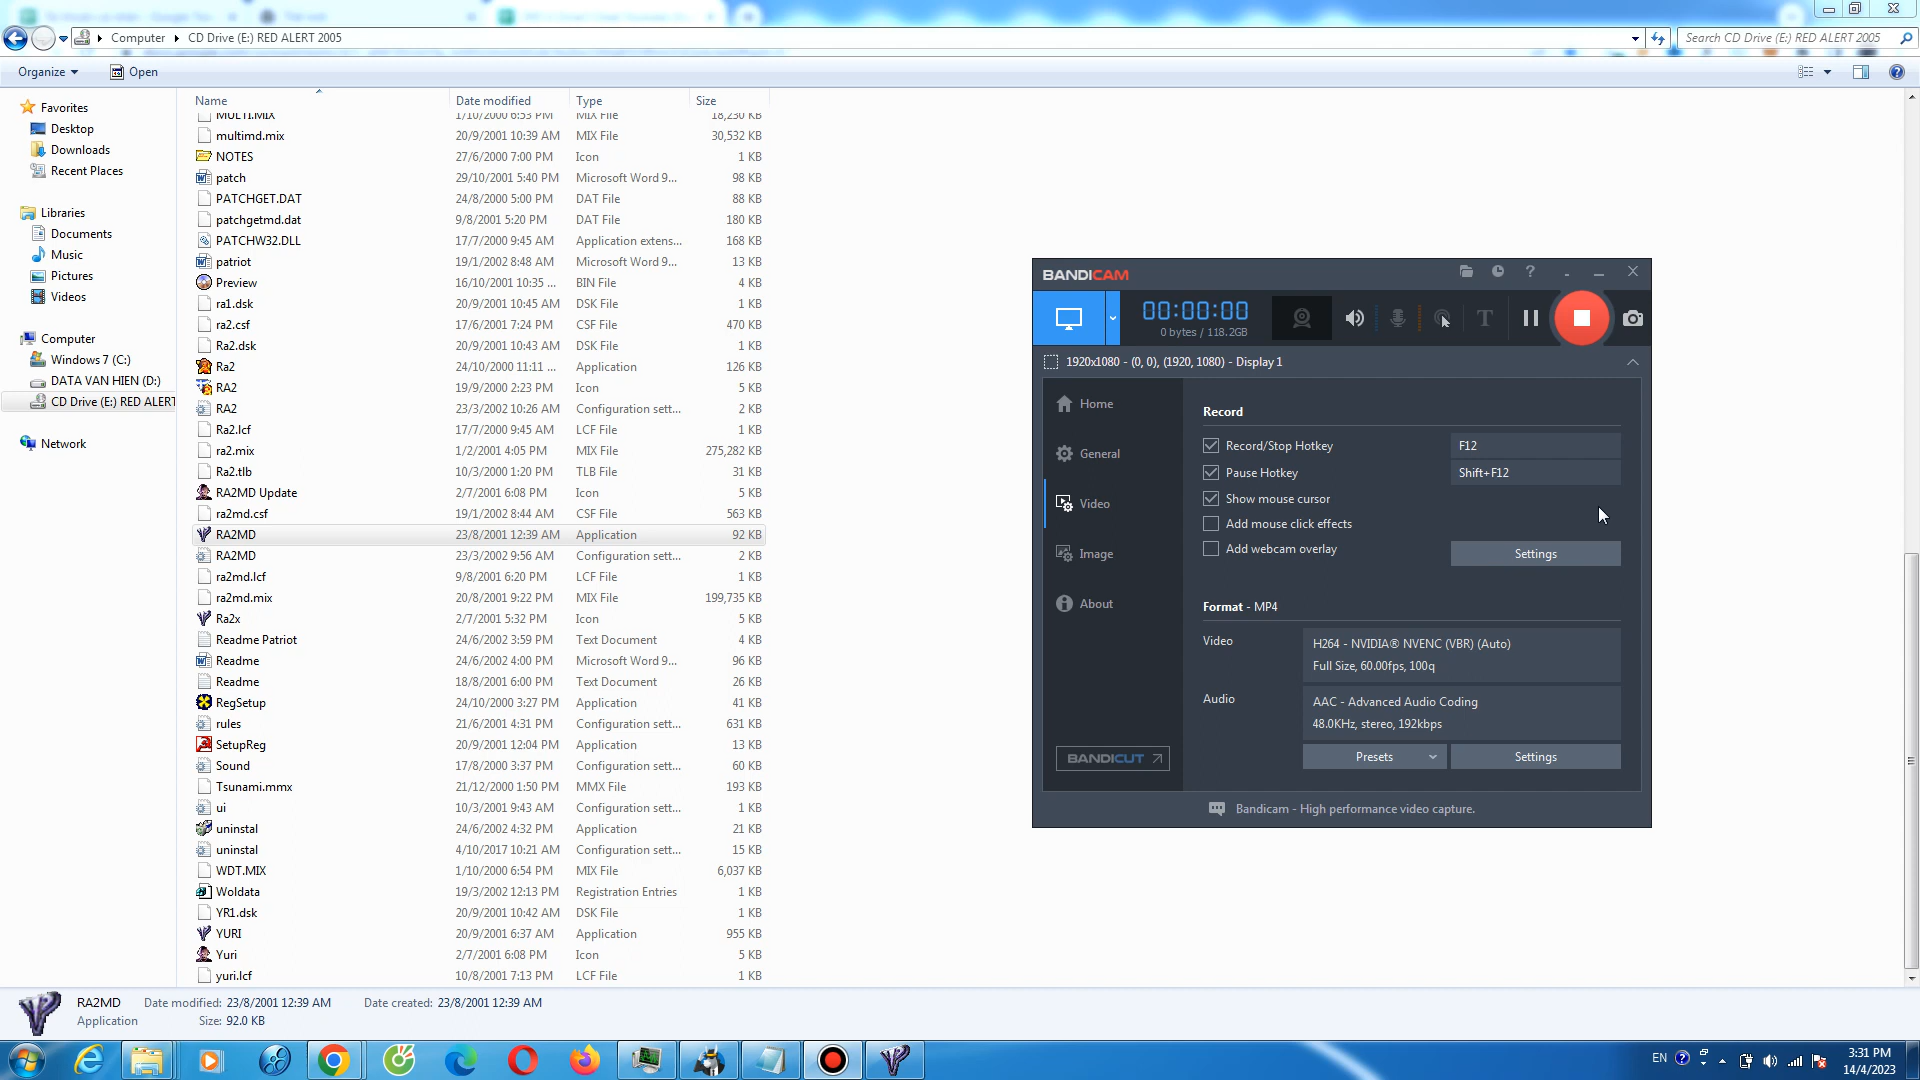 Computer
CD Drive (E:) RED ALERT 2005
Search CD Drive (E:) RED ALERT 2005
Organize
Open
Name
Date modified
Type
Size
Favorites
Desktop
Downloads
Recent Places
Libraries
Documents
Music
Pictures
Videos
Computer
Windows 7 (C:)
DATA VAN HIEN (D:)
CD Drive (E:) RED ALERT
Network
MULTI.MIX 1/10/2000 6:53 PM MIX File 18,230 KB
multimd.mix 20/9/2001 10:39 AM MIX File 30,532 KB
NOTES 27/6/2000 7:00 PM Icon 1 KB
patch 29/10/2001 5:40 PM Microsoft Word 9... 98 KB
PATCHGET.DAT 24/8/2000 5:00 PM DAT File 88 KB
patchgetmd.dat 9/8/2001 5:20 PM DAT File 180 KB
PATCHW32.DLL 17/7/2000 9:45 AM Application extens... 168 KB
patriot 19/1/2002 8:48 AM Microsoft Word 9... 13 KB
Preview 16/10/2001 10:35 ... BIN File 4 KB
ra1.dsk 20/9/2001 10:45 AM DSK File 1 KB
ra2.csf 17/6/2001 7:24 PM CSF File 470 KB
Ra2.dsk 20/9/2001 10:43 AM DSK File 1 KB
Ra2 24/10/2000 11:11 ... Application 126 KB
RA2 19/9/2000 2:23 PM Icon 5 KB
RA2 23/3/2002 10:26 AM Configuration sett... 2 KB
Ra2.lcf 17/7/2000 9:45 AM LCF File 1 KB
ra2.mix 1/2/2001 4:05 PM MIX File 275,282 KB
Ra2.tlb 10/3/2000 1:20 PM TLB File 31 KB
RA2MD Update 2/7/2001 6:08 PM Icon 5 KB
ra2md.csf 19/1/2002 8:44 AM CSF File 563 KB
RA2MD 23/8/2001 12:39 AM Application 92 KB
RA2MD 23/3/2002 9:56 AM Configuration sett... 2 KB
ra2md.lcf 9/8/2001 6:20 PM LCF File 1 KB
ra2md.mix 20/8/2001 9:22 PM MIX File 199,735 KB
Ra2x 2/7/2001 5:32 PM Icon 5 KB
Readme Patriot 24/6/2002 3:59 PM Text Document 4 KB
Readme 24/6/2002 4:00 PM Microsoft Word 9... 96 KB
Readme 18/8/2001 6:00 PM Text Document 26 KB
RegSetup 24/10/2000 3:27 PM Application 41 KB
rules 21/6/2001 4:31 PM Configuration sett... 631 KB
SetupReg 20/9/2001 12:04 PM Application 13 KB
Sound 17/8/2000 3:37 PM Configuration sett... 60 KB
Tsunami.mmx 21/12/2000 1:50 PM MMX File 193 KB
ui 10/3/2001 9:43 AM Configuration sett... 1 KB
uninstal 24/6/2002 4:32 PM Application 21 KB
uninstal 4/10/2017 10:21 AM Configuration sett... 15 KB
WDT.MIX 1/10/2000 6:54 PM MIX File 6,037 KB
Woldata 19/3/2002 12:13 PM Registration Entries 1 KB
YR1.dsk 20/9/2001 10:42 AM DSK File 1 KB
YURI 20/9/2001 6:37 AM Application 955 KB
Yuri 2/7/2001 6:08 PM Icon 5 KB
yuri.lcf 10/8/2001 7:13 PM LCF File 1 KB
BANDICAM
00:00:00
0 bytes / 118.2GB
1920x1080 - (0, 0), (1920, 1080) - Display 1
Home
General
Video
Image
About
BANDICUT
Record
Record/Stop Hotkey F12
Pause Hotkey Shift+F12
Show mouse cursor
Add mouse click effects
Add webcam overlay
Settings
Format - MP4
Video
H264 - NVIDIA® NVENC (VBR) (Auto)
Full Size, 60.00fps, 100q
Audio
AAC - Advanced Audio Coding
48.0KHz, stereo, 192kbps
Presets
Settings
Bandicam - High performance video capture.
RA2MD Date modified: 23/8/2001 12:39 AM Date created: 23/8/2001 12:39 AM
Application Size: 92.0 KB
EN
3:31 PM
14/4/2023